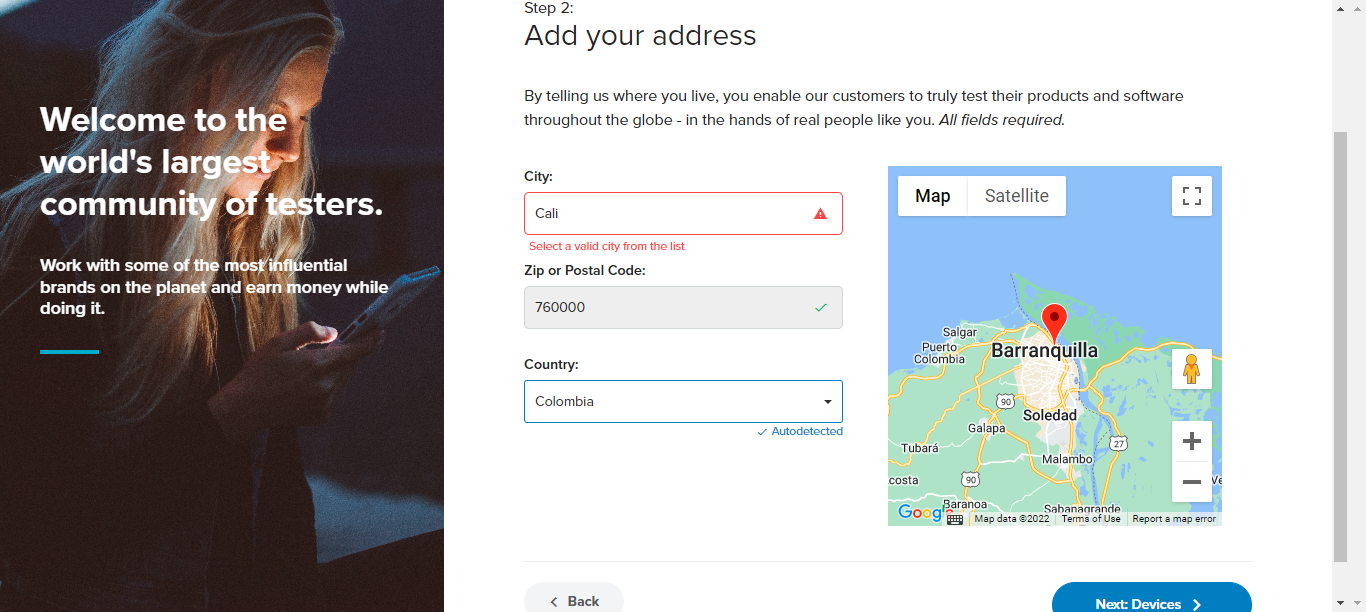 Step 2:
Add your address
Welcome to the
world's largest
community of testers.
Work with some of the most influential
brands on the planet and earn money while
doing it.
By telling us where you live, you enable our customers to truly test their products and software
throughout the globe - in the hands of real people like you. All fields required.
City:
Cali
Select a valid city from the list
Zip or Postal Code:
760000
Country:
Colombia
Autodetected
Map
Satellite
Salgar
Puerto
Colombia
Barranquilla
90
Soledad
Galapa
27
Tubará
Malambo
costa
90
Baranoa
Sabanagrande
Ve
Google
Map data ©2022
Terms of Use
Report a map error
Back
Next: Devices